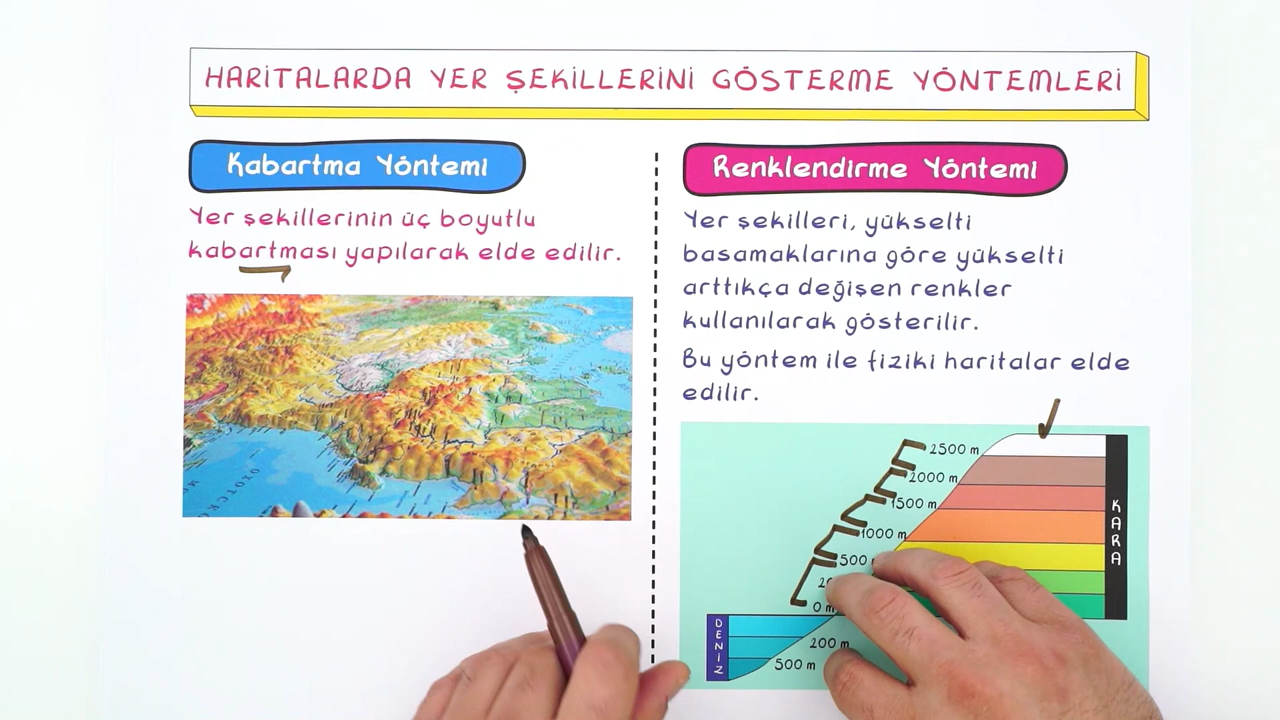 HARİTALARDA YER ŞEKİLLERİNİ GÖSTERME YÖNTEMLERİ
Kabartma Yöntemi
Yer şekillerinin üç boyutlu
kabartması yapılarak elde edilir.
Renklendirme Yöntemi
Yer şekilleri, yükselti
basamaklarına göre yükselti
arttıkça değişen renkler
kullanılarak gösterilir.
Bu yöntem ile fiziki haritalar elde
edilir.
2500 m
2000 m
1500 m
1000 m
500 m
0 m
200 m
500 m
KARA
DENİZ